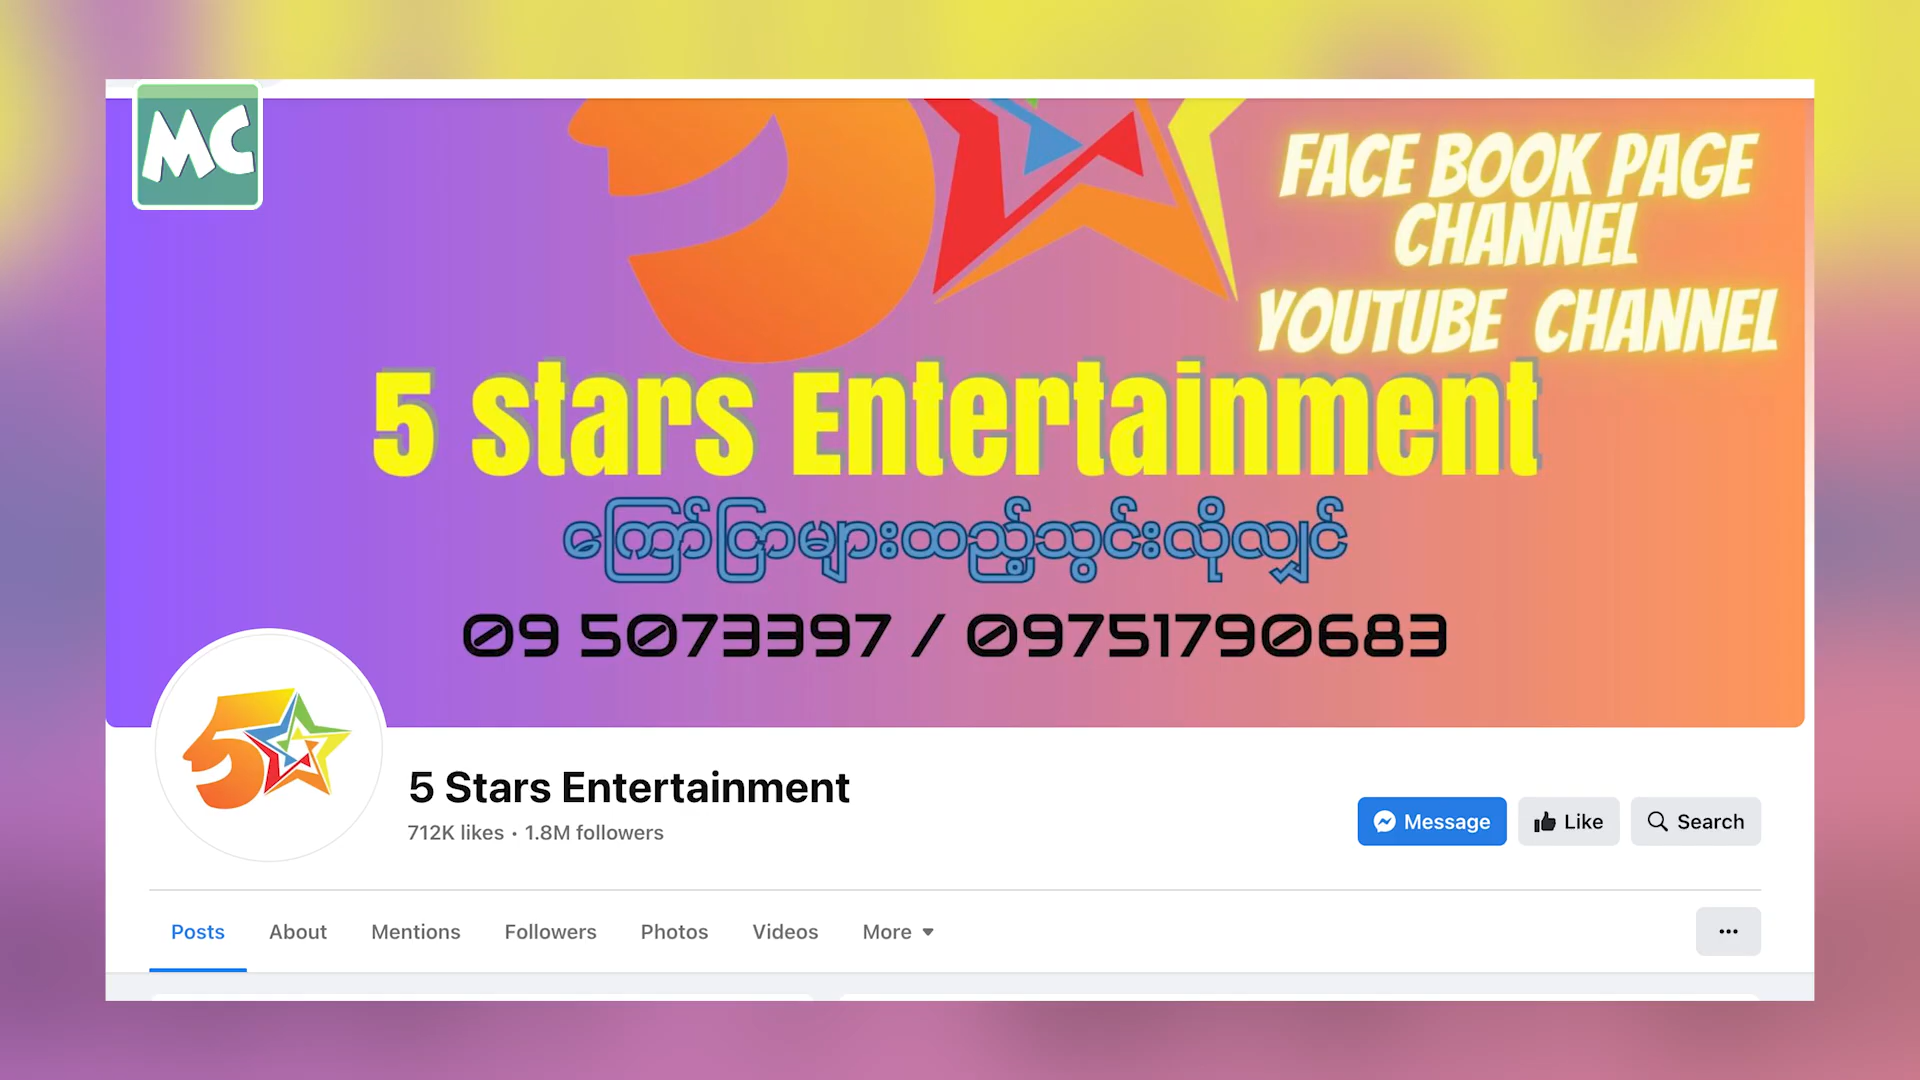 MC
FACE BOOK PAGE
CHANNEL
YOUTUBE CHANNEL
5 stars Entertainment
ကြော်ငြာများထည့်သွင်းလိုလျှင်
09 5073397 / 09751790683
5
5 Stars Entertainment
712K likes · 1.8M followers
Message
Like
Search
Posts
About
Mentions
Followers
Photos
Videos
More